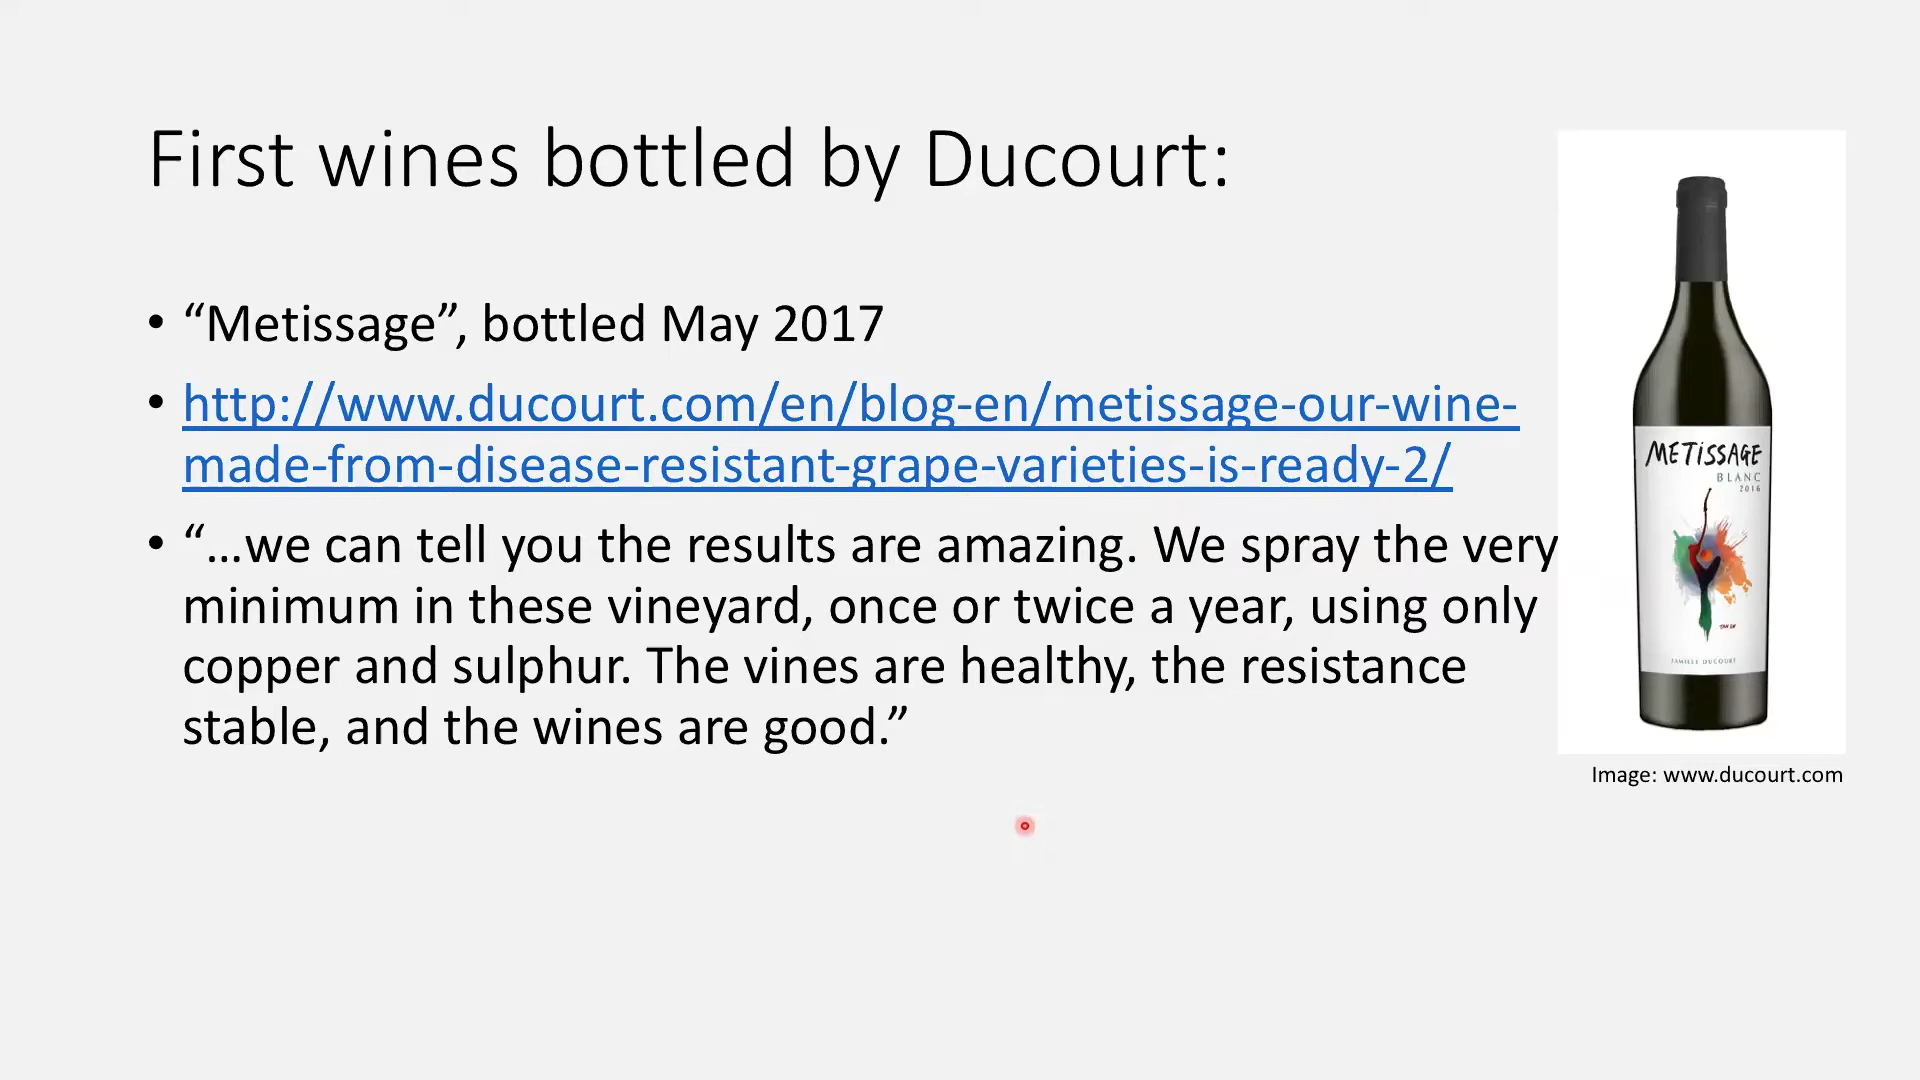 First wines bottled by Ducourt:
• “Metissage”, bottled May 2017
• http://www.ducourt.com/en/blog-en/metissage-our-wine-
made-from-disease-resistant-grape-varieties-is-ready-2/
• “…we can tell you the results are amazing. We spray the very
minimum in these vineyard, once or twice a year, using only
copper and sulphur. The vines are healthy, the resistance
stable, and the wines are good.”
METiSSAGE
BLANC
2016
FAMILLE DUCOURT
Image: www.ducourt.com